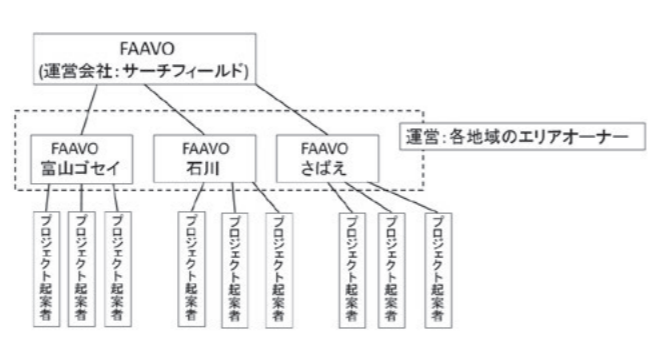 FAAVO
(運営会社：サーチフィールド)
運営：各地域のエリアオーナー
FAAVO
富山ゴセイ
FAAVO
石川
FAAVO
さばえ
プロジェクト起案者
プロジェクト起案者
プロジェクト起案者
プロジェクト起案者
プロジェクト起案者
プロジェクト起案者
プロジェクト起案者
プロジェクト起案者
プロジェクト起案者